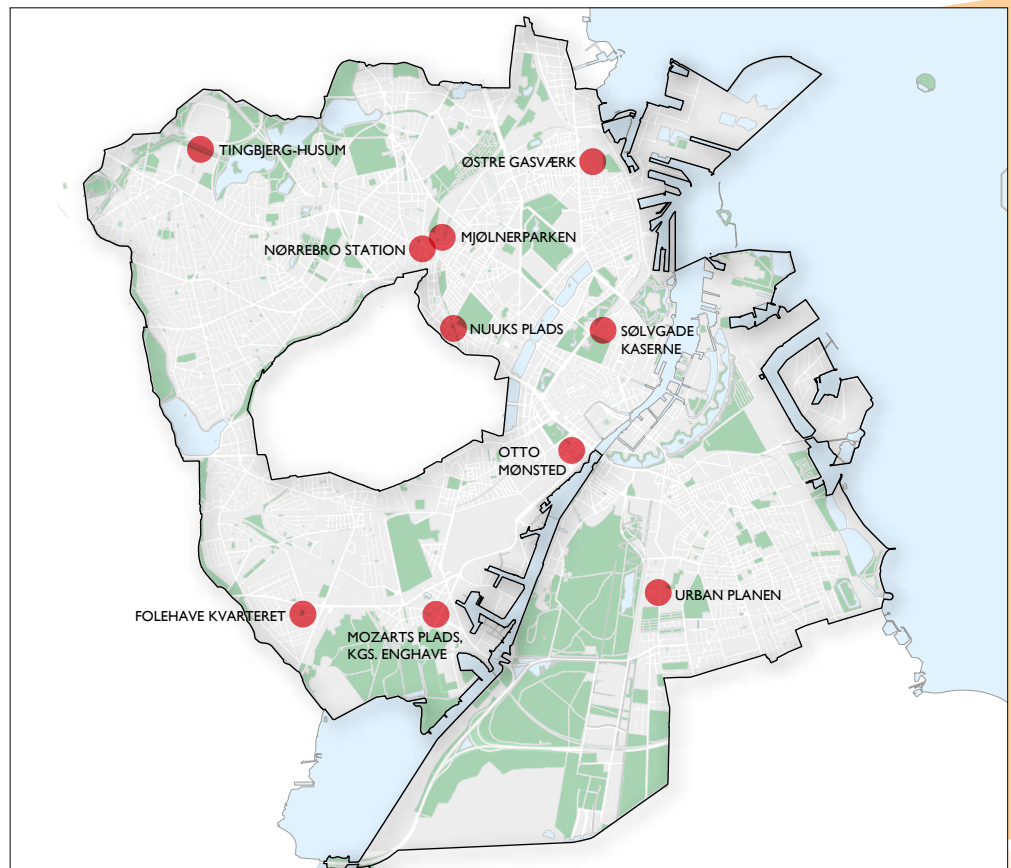 TINGBJERG-HUSUM
ØSTRE GASVÆRK
MJØLNERPARKEN
NØRREBRO STATION
NUUKS PLADS
SØLVGADE
KASERNE
OTTO
MØNSTED
URBAN PLANEN
FOLEHAVE KVARTERET
MOZARTS PLADS,
KGS. ENGHAVE